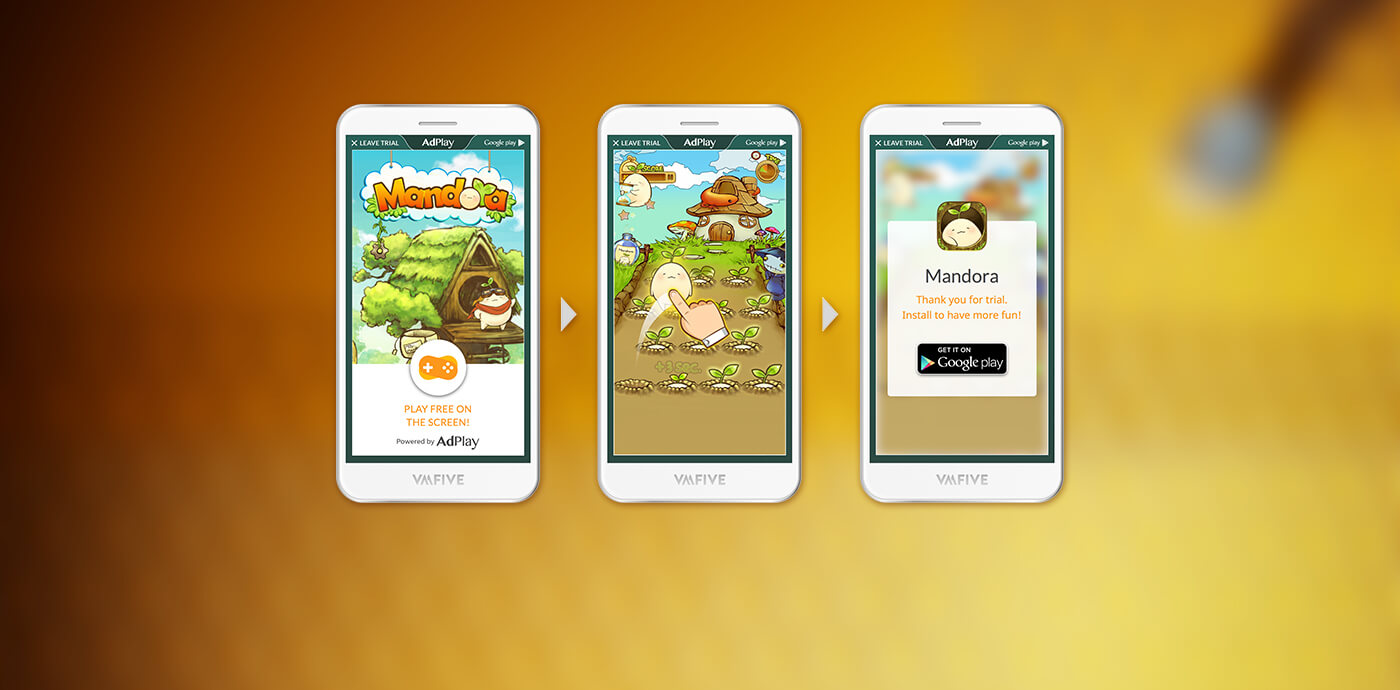 LEAVE TRIAL
AdPlay
Google play
Mandora
PLAY FREE ON
THE SCREEN!
Powered by AdPlay
VMFIVE
LEAVE TRIAL
AdPlay
Google play
+3 sec.
VMFIVE
LEAVE TRIAL
AdPlay
Google play
Mandora
Thank you for trial.
Install to have more fun!
GET IT ON
Google play
VMFIVE